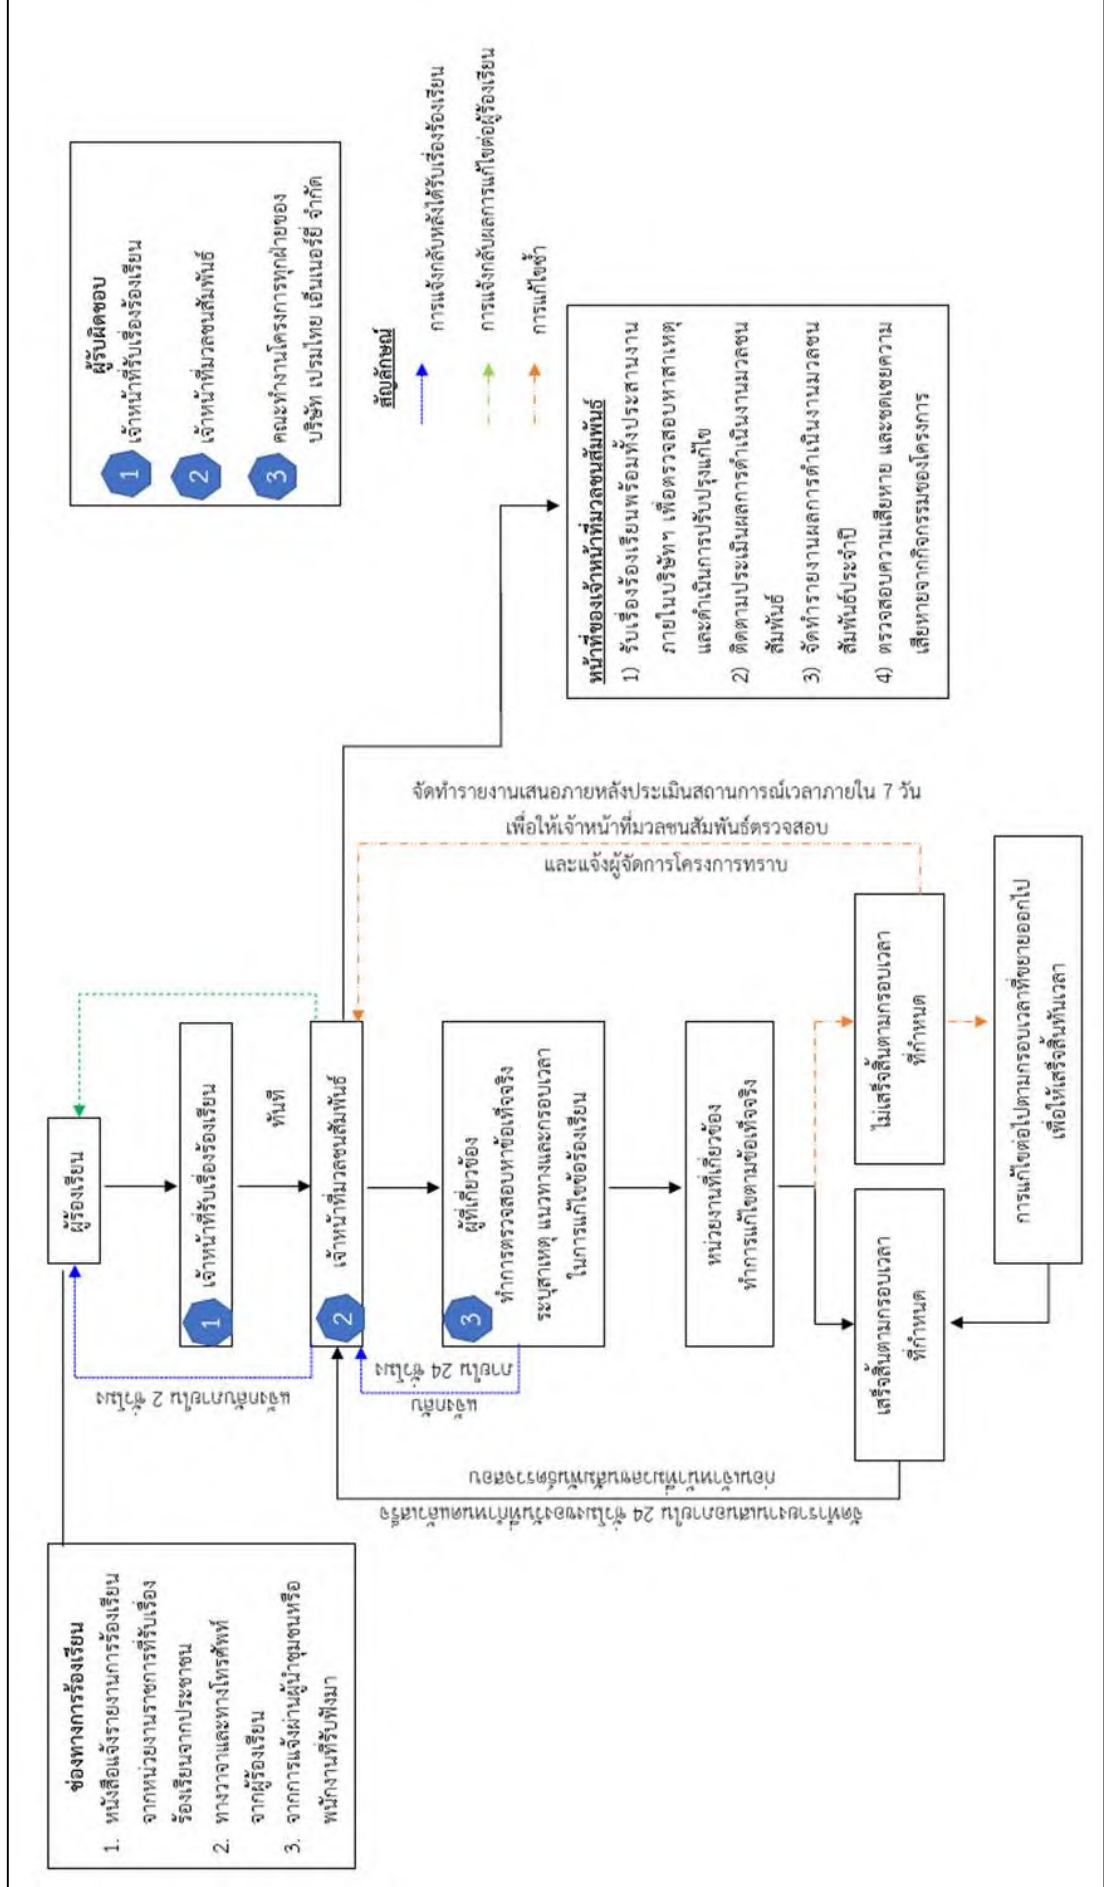 ช่องทางการร้องเรียน
1. หนังสือแจ้งรายงานการร้องเรียน
จากหน่วยงานราชการที่รับเรื่อง
ร้องเรียนจากประชาชน
2. ทางวาจาและทางโทรศัพท์
จากผู้ร้องเรียน
3. จากการแจ้งผ่านผู้นำชุมชนหรือ
พนักงานที่รับฟังมา
ผู้ร้องเรียน
แจ้งกลับภายใน 2 ชั่วโมง
1
เจ้าหน้าที่รับเรื่องร้องเรียน
ทันที
2
เจ้าหน้าที่มวลชนสัมพันธ์
แจ้งกลับ
ภายใน 24 ชั่วโมง
3
ผู้ที่เกี่ยวข้อง
ทำการตรวจสอบหาข้อเท็จจริง
ระบุสาเหตุ แนวทางและกรอบเวลา
ในการแก้ไขข้อร้องเรียน
หน่วยงานที่เกี่ยวข้อง
ทำการแก้ไขตามข้อเท็จจริง
เสร็จสิ้นตามกรอบเวลา
ที่กำหนด
ไม่เสร็จสิ้นตามกรอบเวลา
ที่กำหนด
การแก้ไขต่อไปตามกรอบเวลาที่ขยายออกไป
เพื่อให้เสร็จสิ้นทันเวลา
จัดทำรายงานเสนอภายใน 24 ชั่วโมงของวันที่กำหนดแล้วเสร็จ
ก่อนเจ้าหน้าที่มวลชนสัมพันธ์ตรวจสอบ
จัดทำรายงานเสนอภายหลังประเมินสถานการณ์เวลาภายใน 7 วัน
เพื่อให้เจ้าหน้าที่มวลชนสัมพันธ์ตรวจสอบ
และแจ้งผู้จัดการโครงการทราบ
ผู้รับผิดชอบ
1 เจ้าหน้าที่รับเรื่องร้องเรียน
2 เจ้าหน้าที่มวลชนสัมพันธ์
3 คณะทำงานโครงการทุกฝ่ายของ
บริษัท เปรมไทย เอ็นเนอร์ยี่ จำกัด
สัญลักษณ์
การแจ้งกลับหลังได้รับเรื่องร้องเรียน
การแจ้งกลับผลการแก้ไขต่อผู้ร้องเรียน
การแก้ไขซ้ำ
หน้าที่ของเจ้าหน้าที่มวลชนสัมพันธ์
1) รับเรื่องร้องเรียนพร้อมทั้งประสานงาน
ภายในบริษัทฯ เพื่อตรวจสอบหาสาเหตุ
และดำเนินการปรับปรุงแก้ไข
2) ติดตามประเมินผลการดำเนินงานมวลชน
สัมพันธ์
3) จัดทำรายงานผลการดำเนินงานมวลชน
สัมพันธ์ประจำปี
4) ตรวจสอบความเสียหาย และชดเชยความ
เสียหายจากกิจกรรมของโครงการ